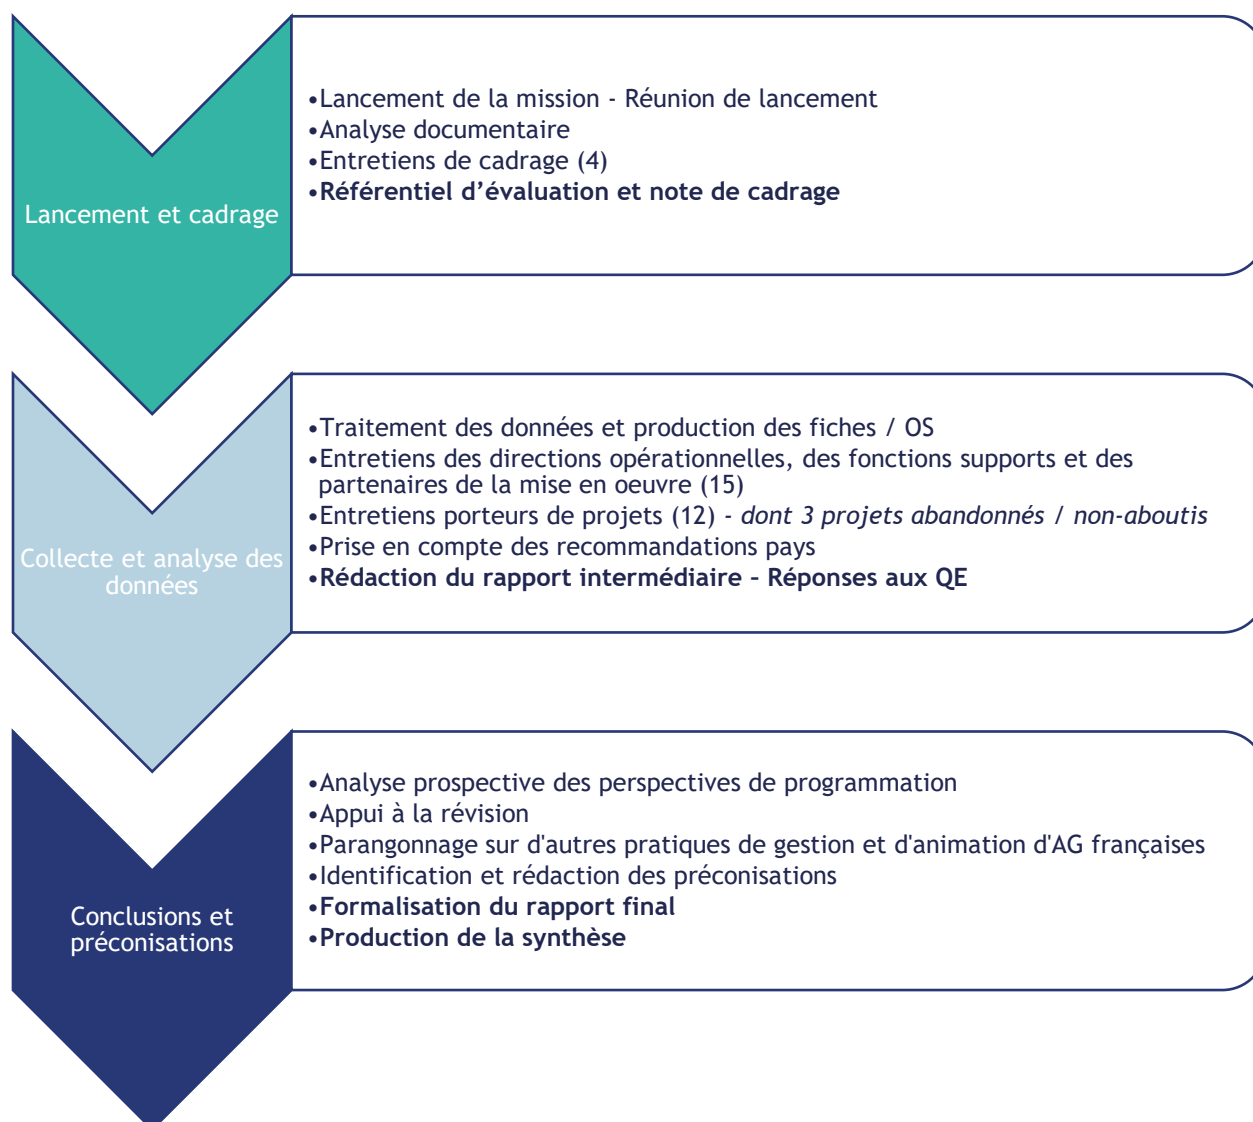 Lancement et cadrage
•Lancement de la mission - Réunion de lancement
•Analyse documentaire
•Entretiens de cadrage (4)
•Référentiel d’évaluation et note de cadrage
Collecte et analyse des
données
•Traitement des données et production des fiches / OS
•Entretiens des directions opérationnelles, des fonctions supports et des
partenaires de la mise en oeuvre (15)
•Entretiens porteurs de projets (12) - dont 3 projets abandonnés / non-aboutis
•Prise en compte des recommandations pays
•Rédaction du rapport intermédiaire – Réponses aux QE
Conclusions et
préconisations
•Analyse prospective des perspectives de programmation
•Appui à la révision
•Parangonnage sur d'autres pratiques de gestion et d'animation d'AG françaises
•Identification et rédaction des préconisations
•Formalisation du rapport final
•Production de la synthèse